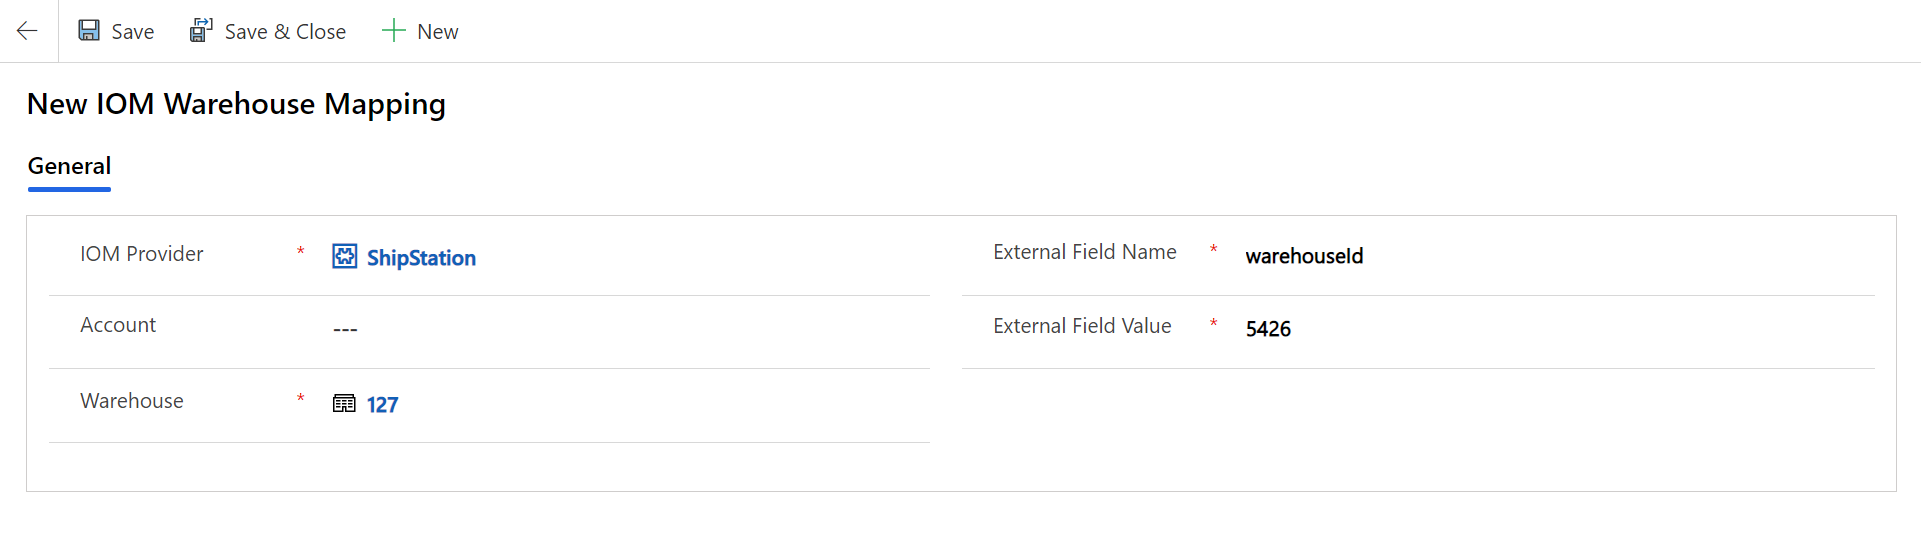 Save
Save & Close
New
New IOM Warehouse Mapping
General
IOM Provider * ShipStation
External Field Name * warehouseId
Account ---
External Field Value * 5426
Warehouse * 127